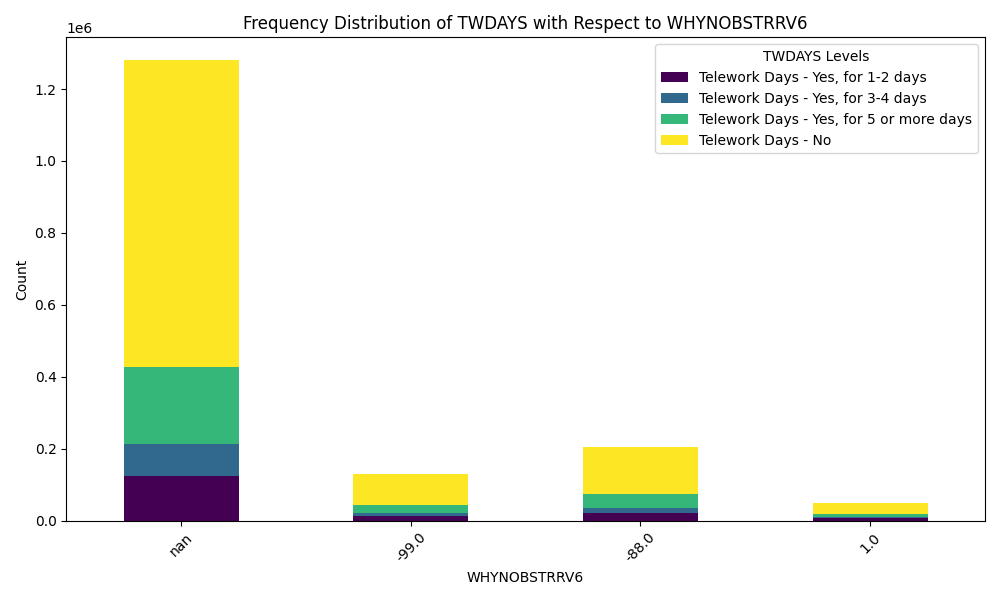 Frequency Distribution of TWDAYS with Respect to WHYNOBSTRRV6
1e6
TWDAYS Levels
Telework Days - Yes, for 1-2 days
Telework Days - Yes, for 3-4 days
Telework Days - Yes, for 5 or more days
Telework Days - No
1.2
1.0
0.8
0.6
0.4
0.2
0.0
Count
nan
-99.0
-88.0
1.0
WHYNOBSTRRV6